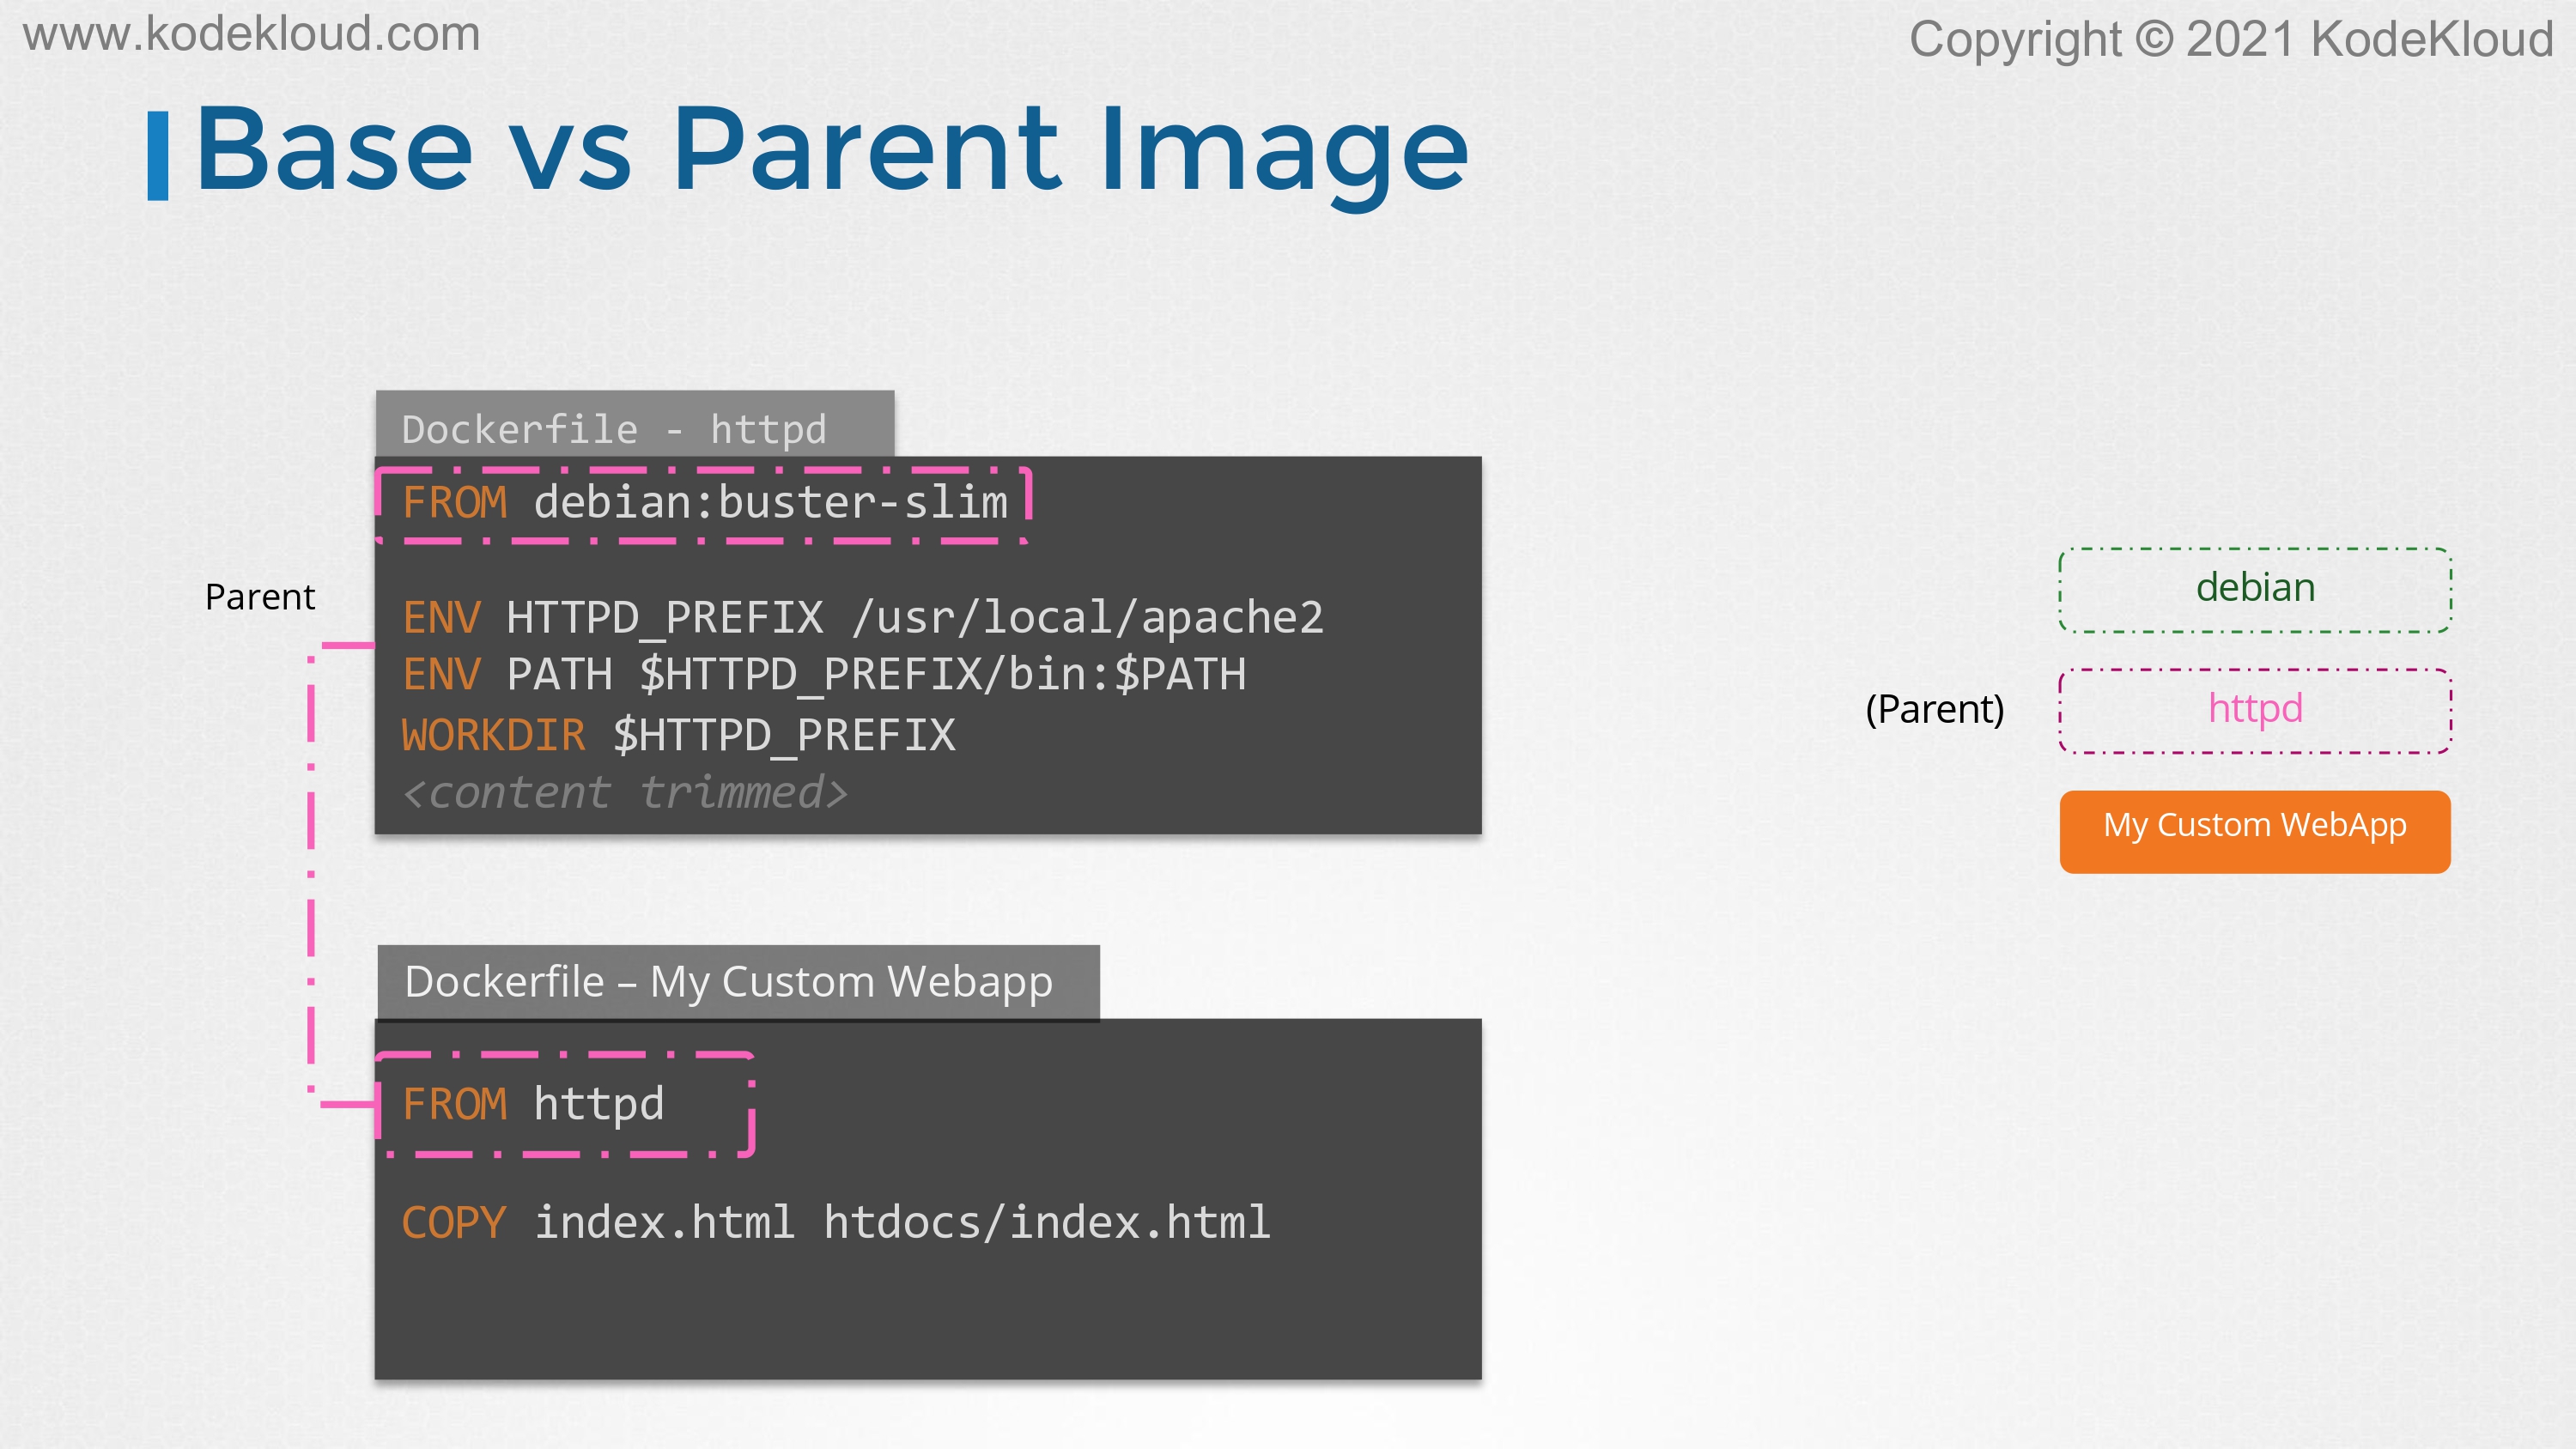 www.kodekloud.com
Copyright © 2021 KodeKloud
Base vs Parent Image
Dockerfile - httpd
FROM debian:buster-slim
ENV HTTPD_PREFIX /usr/local/apache2
ENV PATH $HTTPD_PREFIX/bin:$PATH
WORKDIR $HTTPD_PREFIX
<content trimmed>
Parent
Dockerfile – My Custom Webapp
FROM httpd
COPY index.html htdocs/index.html
debian
(Parent) httpd
My Custom WebApp